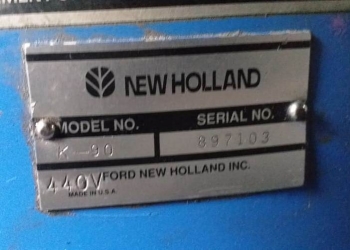 NEW HOLLAND
MODEL NO. SERIAL NO.
K-90 897103
440V FORD NEW HOLLAND INC.
MADE IN U.S.A.